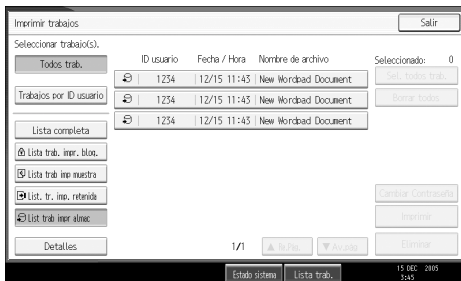 Imprimir trabajos
Salir
Seleccionar trabajo(s).
Todos trab.
ID usuario Fecha / Hora Nombre de archivo
Seleccionado: 0
Sel. todos trab.
1234 12/15 11:43 New Wordpad Document
Trabajos por ID usuario
1234 12/15 11:43 New Wordpad Document
Borrar todos
1234 12/15 11:43 New Wordpad Document
Lista completa
Lista trab. impr. bloq.
Lista trab imp muestra
List. tr. imp. retenida
Cambiar Contraseña
List trab impr almac
Imprimir
Detalles
1/1
▲ Re.Pág.
▼ Av.pág
Eliminar
Estado sistema
Lista trab.
15 DEC 2005
3:45